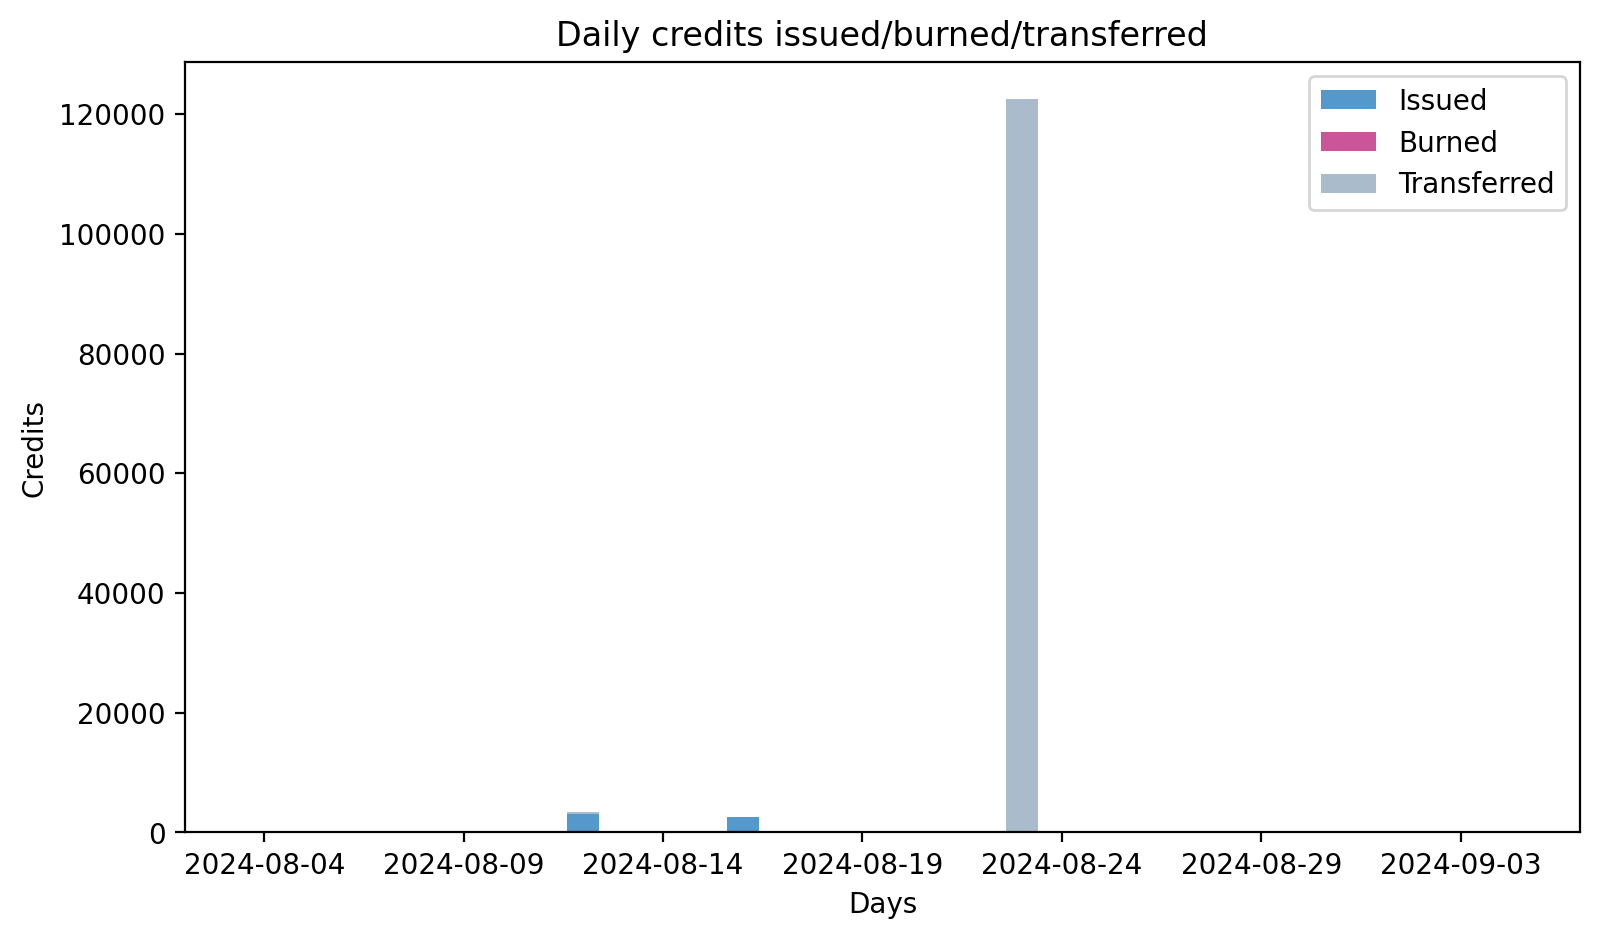 Daily credits issued/burned/transferred
Issued
Burned
Transferred
120000
100000
80000
60000
40000
20000
0
Credits
2024-08-04 2024-08-09 2024-08-14 2024-08-19 2024-08-24 2024-08-29 2024-09-03
Days